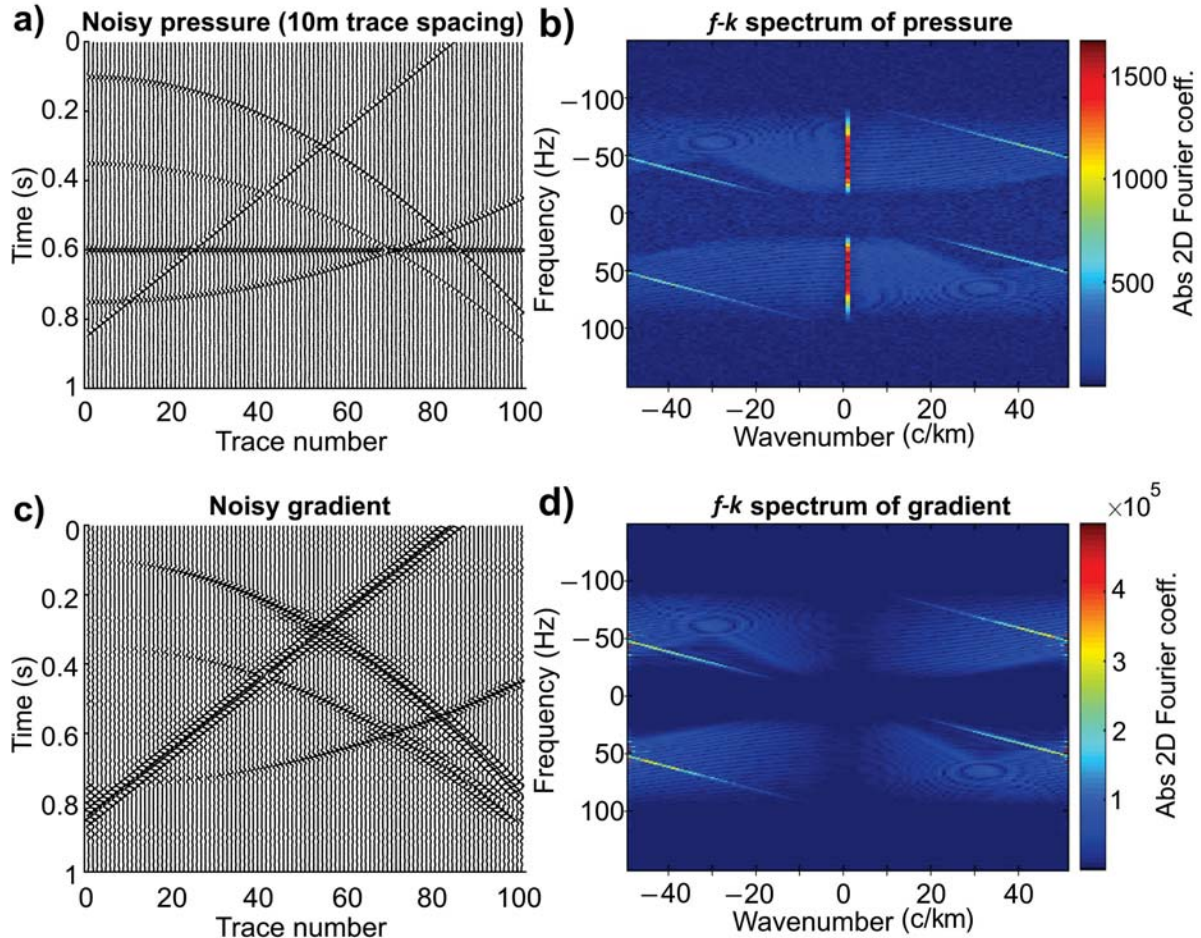 a)
Noisy pressure (10m trace spacing)
0
0.2
0.4
0.6
0.8
1
Time (s)
0 20 40 60 80 100
Trace number
b)
f-k spectrum of pressure
−100
−50
0
50
100
Frequency (Hz)
−40 −20 0 20 40
Wavenumber (c/km)
1500
1000
500
Abs 2D Fourier coeff.
c)
Noisy gradient
0
0.2
0.4
0.6
0.8
1
Time (s)
0 20 40 60 80 100
Trace number
d)
f-k spectrum of gradient
−100
−50
0
50
100
Frequency (Hz)
−40 −20 0 20 40
Wavenumber (c/km)
×10⁵
4
3
2
1
Abs 2D Fourier coeff.